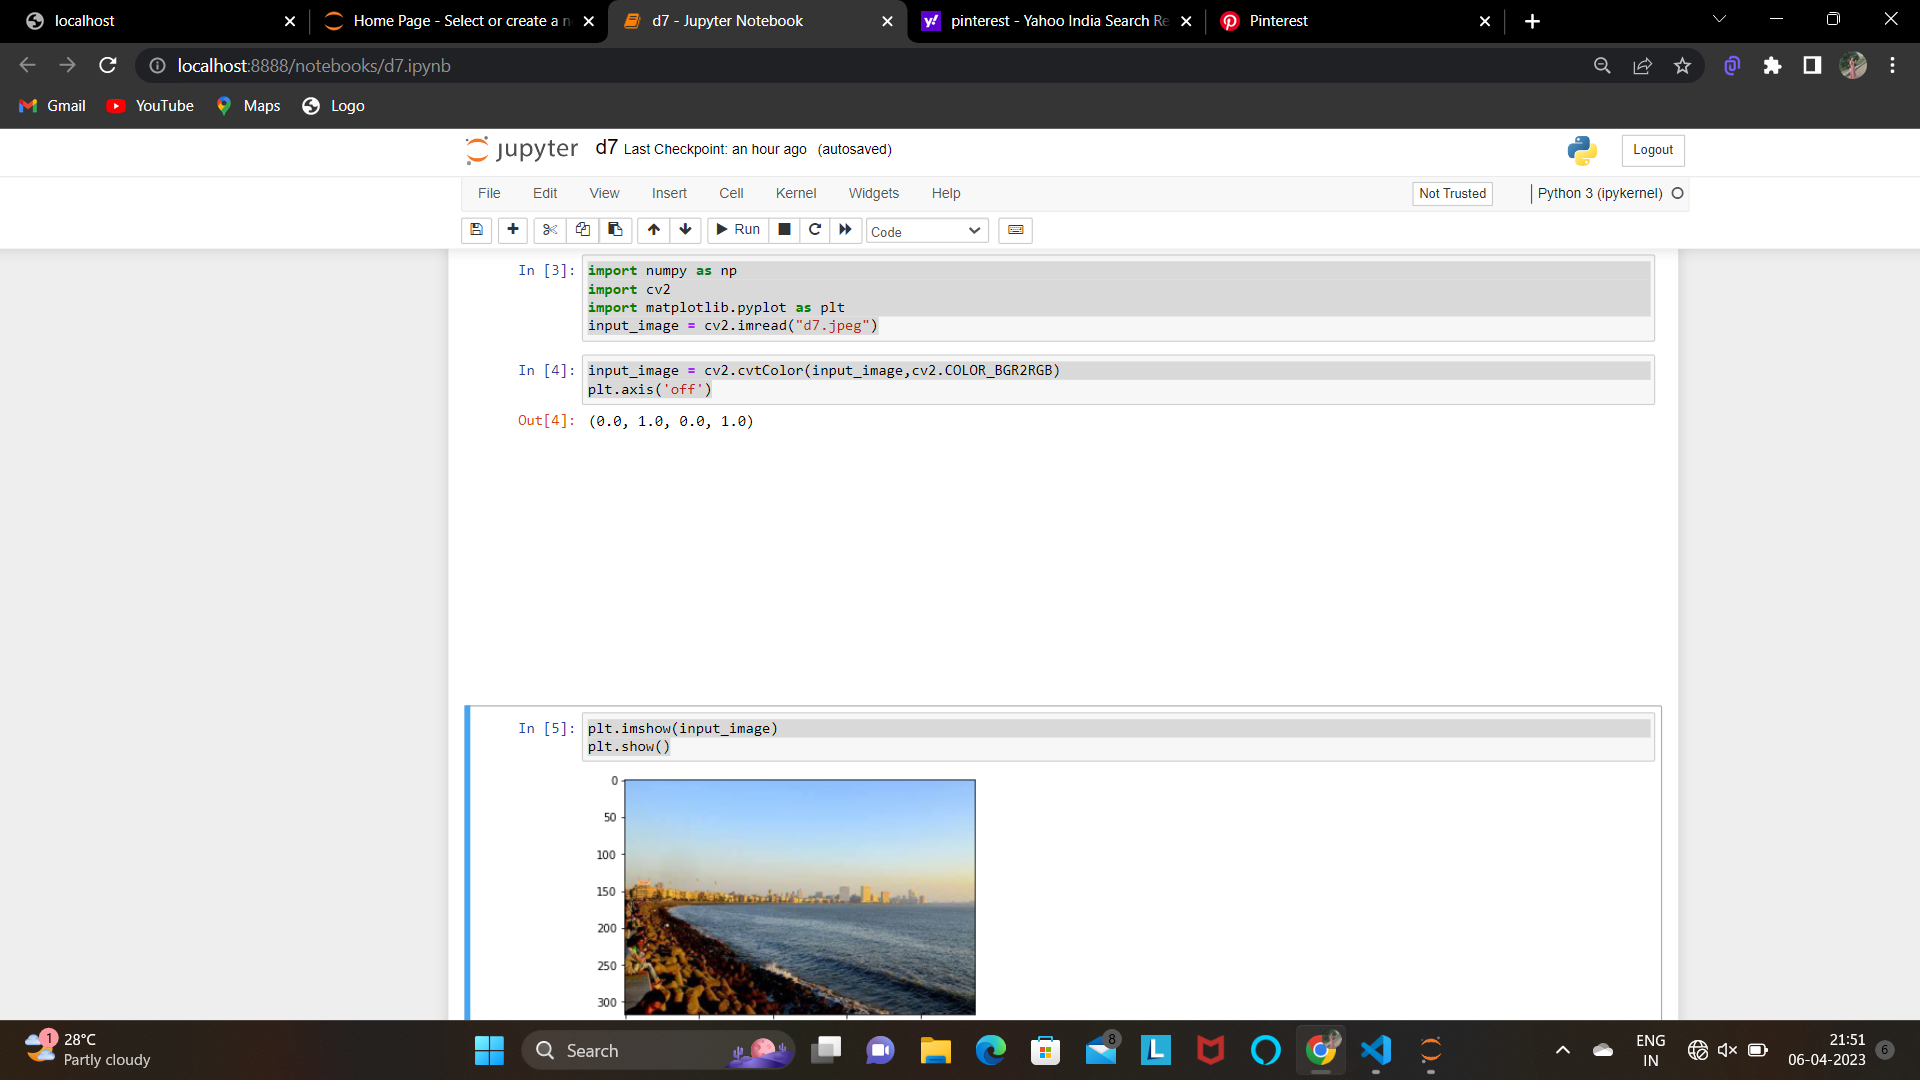 localhost
Home Page - Select or create a n
d7 - Jupyter Notebook
pinterest - Yahoo India Search Re
Pinterest
localhost:8888/notebooks/d7.ipynb
Gmail YouTube Maps Logo
jupyter d7 Last Checkpoint: an hour ago (autosaved)
Logout
File Edit View Insert Cell Kernel Widgets Help
Not Trusted
Python 3 (ipykernel)
Run
Code
In [3]: import numpy as np
import cv2
import matplotlib.pyplot as plt
input_image = cv2.imread("d7.jpeg")
In [4]: input_image = cv2.cvtColor(input_image,cv2.COLOR_BGR2RGB)
plt.axis('off')
Out[4]: (0.0, 1.0, 0.0, 1.0)
In [5]: plt.imshow(input_image)
plt.show()
0
50
100
150
200
250
300
1
28°C
Partly cloudy
Search
8
L
ENG
IN
21:51
06-04-2023
6